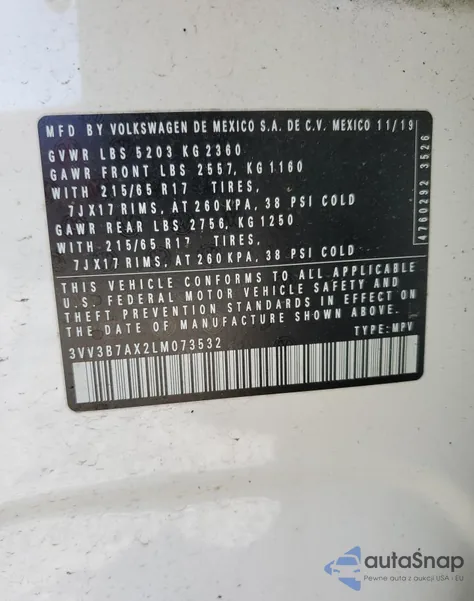 MFD BY VOLKSWAGEN DE MEXICO S.A. DE C.V. MEXICO 11/19
GVWR LBS 5203 KG 2360
GAWR FRONT LBS 2557, KG 1160
WITH 215/65 R17 TIRES,
7JX17 RIMS, AT 260 KPA, 38 PSI COLD
GAWR REAR LBS 2756, KG 1250
WITH 215/65 R17 TIRES,
7JX17 RIMS, AT 260 KPA, 38 PSI COLD
THIS VEHICLE CONFORMS TO ALL APPLICABLE
U.S. FEDERAL MOTOR VEHICLE SAFETY AND
THEFT PREVENTION STANDARDS IN EFFECT ON
THE DATE OF MANUFACTURE SHOWN ABOVE
3VV3B7AX2LM073532
TYPE: MPV
4760292 3526
autoSnap
Pewne auta z aukcji USA - EU